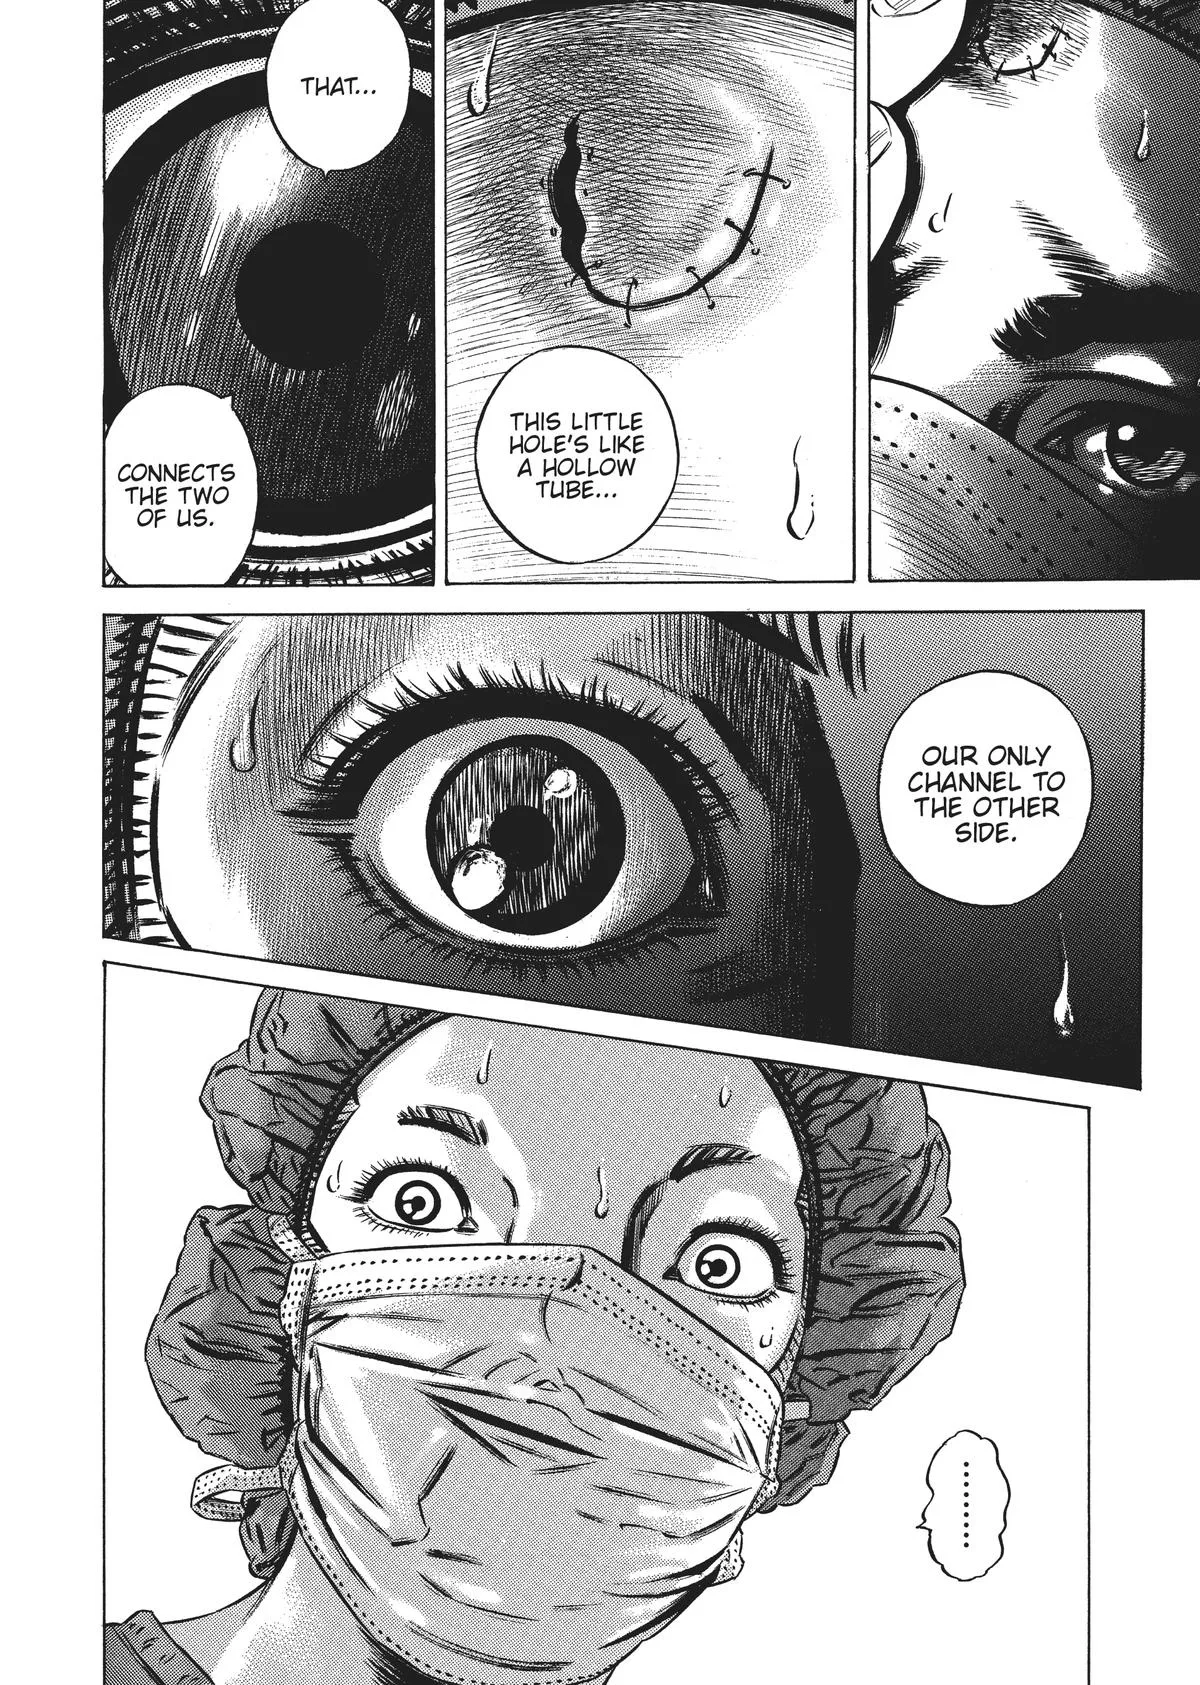 THIS LITTLE
HOLE'S LIKE
A HOLLOW
TUBE...
THAT...
CONNECTS
THE TWO
OF US.
OUR ONLY
CHANNEL TO
THE OTHER
SIDE.
.........